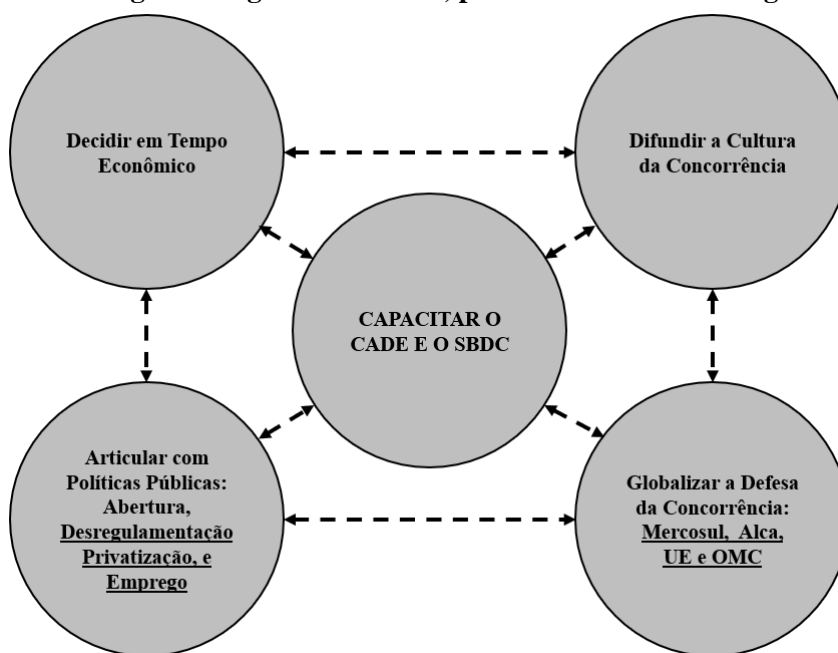 Decidir em Tempo
Econômico
Difundir a Cultura
da Concorrência
CAPACITAR O
CADE E O SBDC
Articular com
Políticas Públicas:
Abertura,
Desregulamentação
Privatização, e
Emprego
Globalizar a Defesa
da Concorrência:
Mercosul, Alca,
UE e OMC